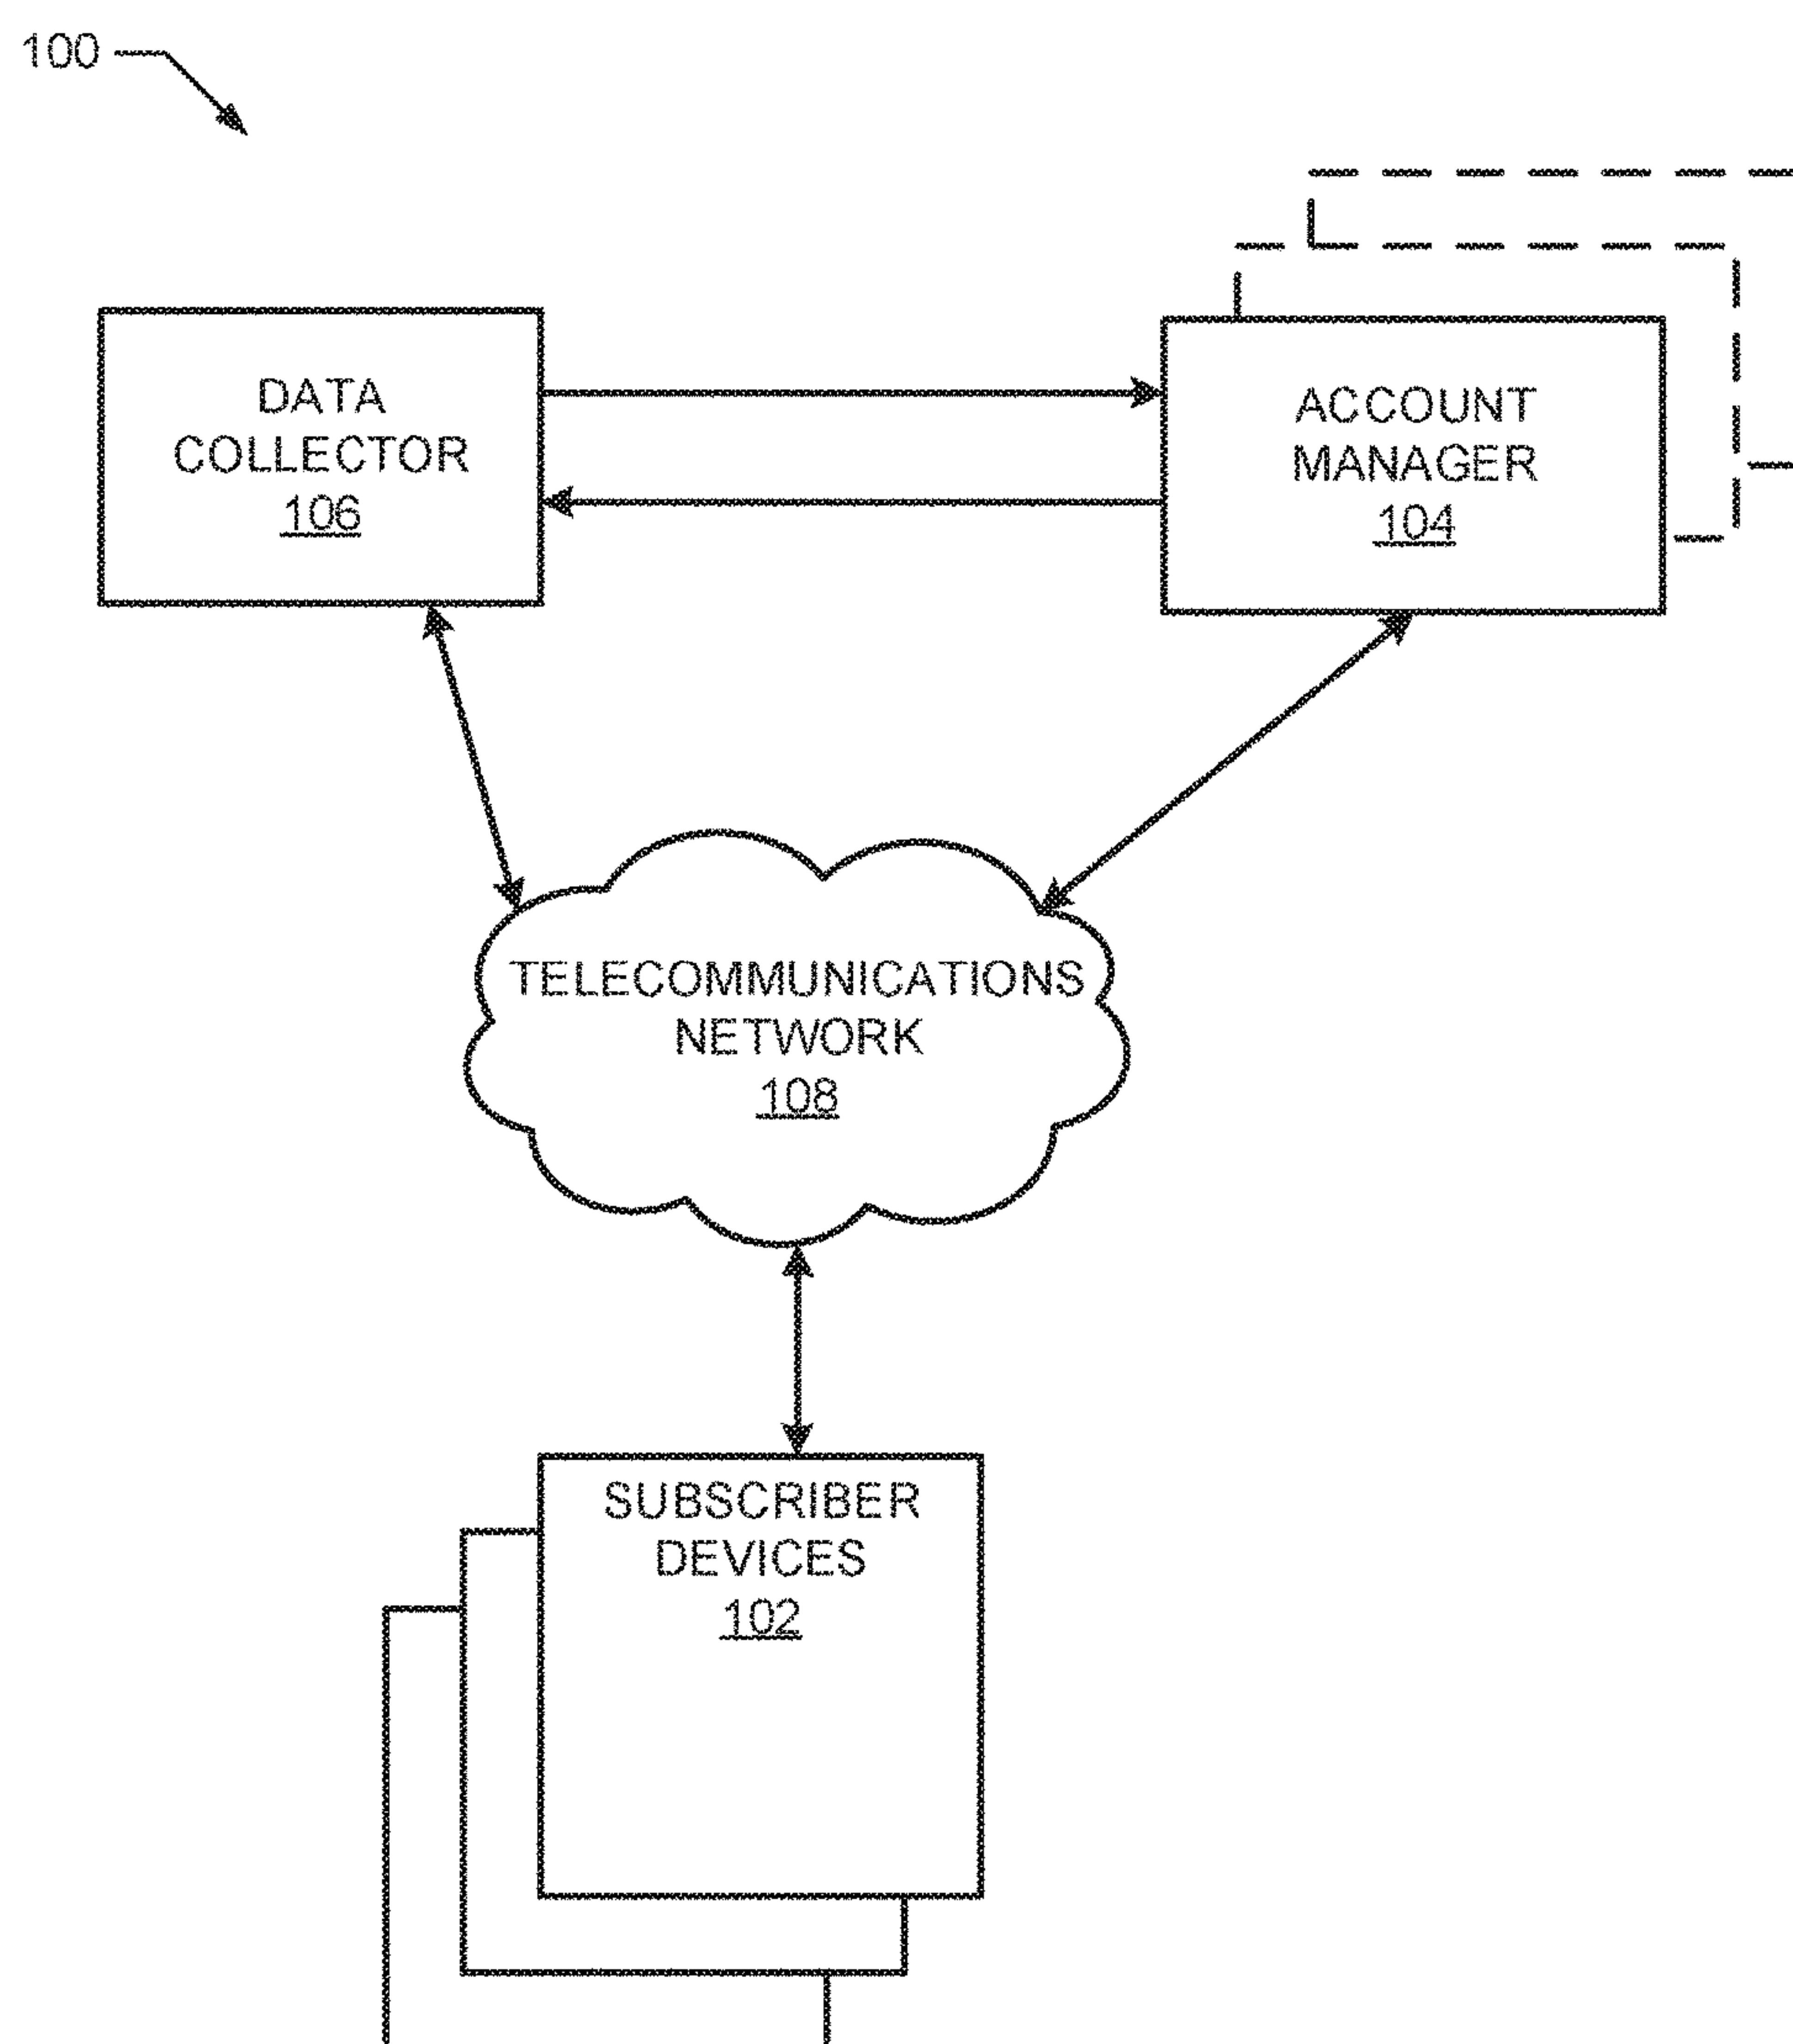 100
DATA
COLLECTOR
106
ACCOUNT
MANAGER
104
TELECOMMUNICATIONS
NETWORK
108
SUBSCRIBER
DEVICES
102